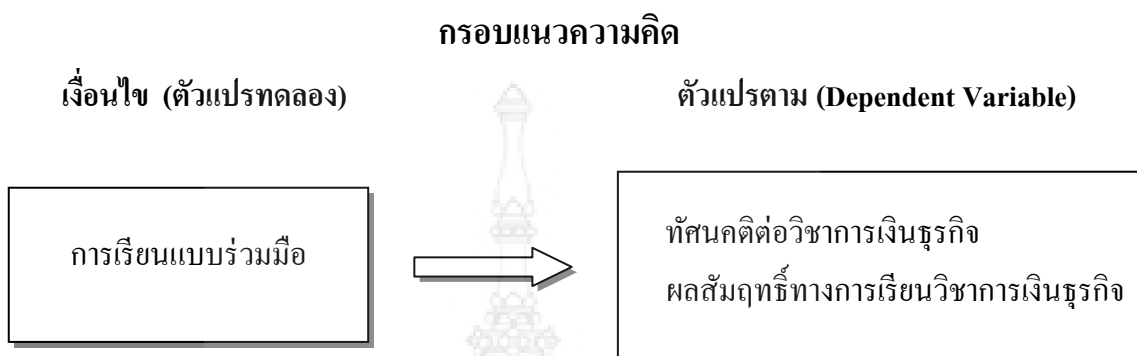 กรอบแนวความคิด
เงื่อนไข (ตัวแปรทดลอง)
ตัวแปรตาม (Dependent Variable)
การเรียนแบบร่วมมือ
ทัศนคติต่อวิชาการเงินธุรกิจ
ผลสัมฤทธิ์ทางการเรียนวิชาการเงินธุรกิจ